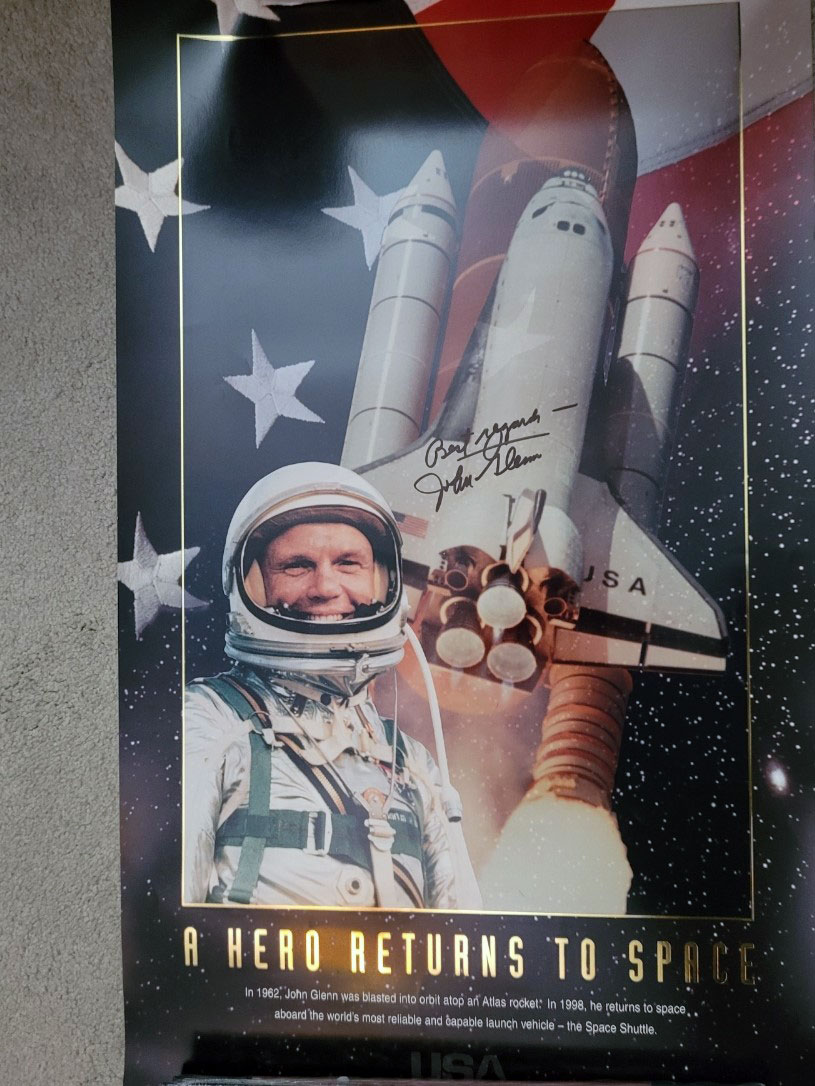 Best regards —
John Glenn
USA
A HERO RETURNS TO SPACE
In 1962, John Glenn was blasted into orbit atop an Atlas rocket. In 1998, he returns to space
aboard the world's most reliable and capable launch vehicle – the Space Shuttle.
USA